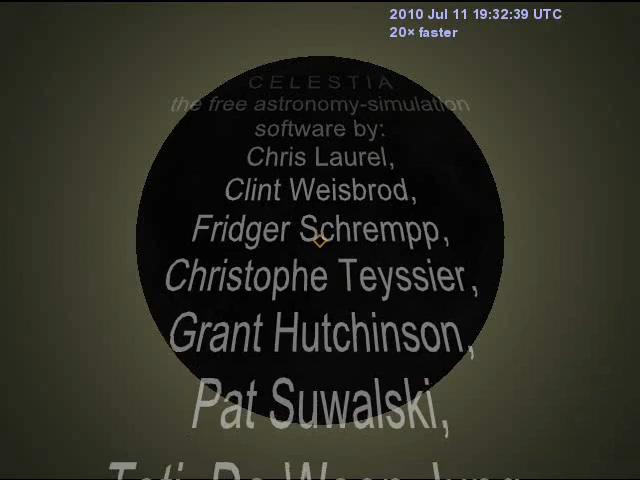 2010 Jul 11 19:32:39 UTC
20× faster
CELESTIA
the free astronomy-simulation
software by:
Chris Laurel,
Clint Weisbrod,
Fridger Schrempp,
Christophe Teyssier,
Grant Hutchinson,
Pat Suwalski,